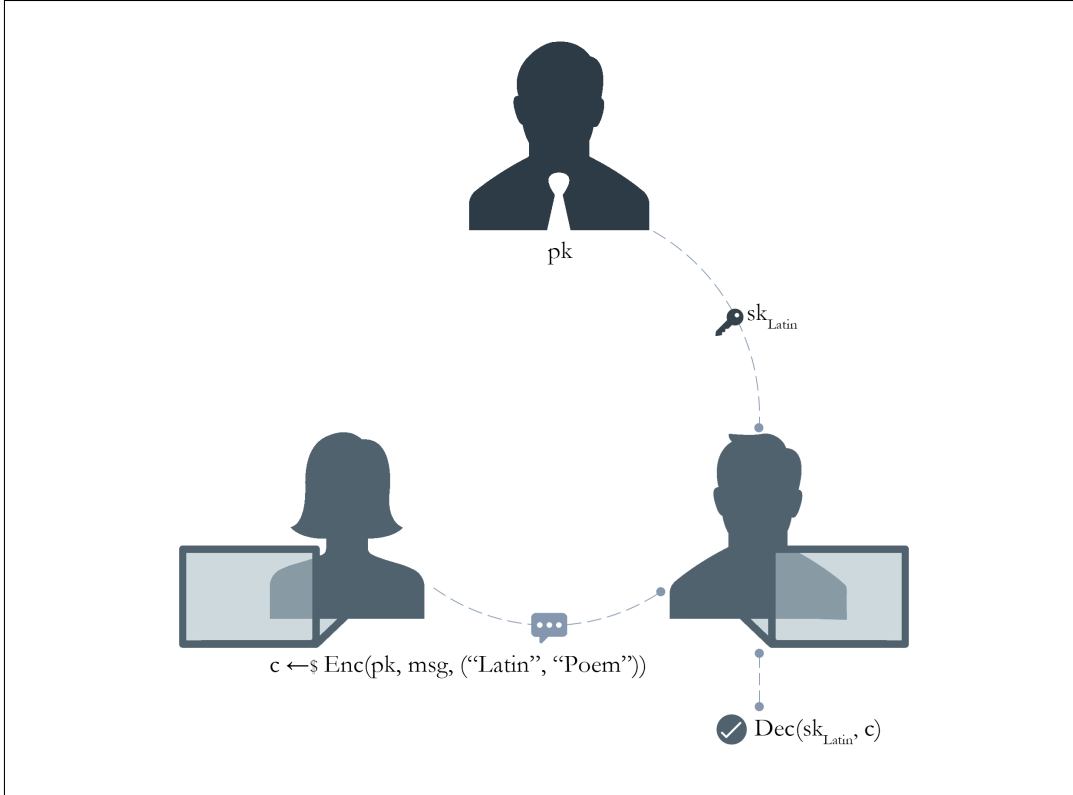 pk
sk_Latin
c ←$ Enc(pk, msg, (“Latin”, “Poem”))
Dec(sk_Latin, c)